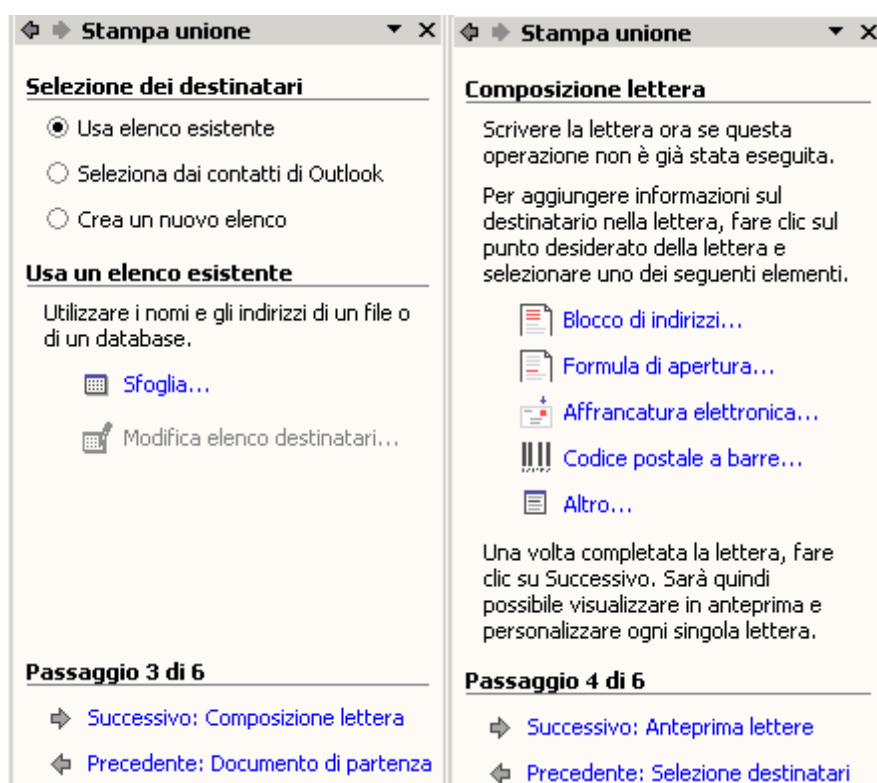 Stampa unione
Selezione dei destinatari
Usa elenco esistente
Seleziona dai contatti di Outlook
Crea un nuovo elenco
Usa un elenco esistente
Utilizzare i nomi e gli indirizzi di un file o
di un database.
Sfoglia...
Modifica elenco destinatari...
Passaggio 3 di 6
Successivo: Composizione lettera
Precedente: Documento di partenza
Stampa unione
Composizione lettera
Scrivere la lettera ora se questa
operazione non è già stata eseguita.
Per aggiungere informazioni sul
destinatario nella lettera, fare clic sul
punto desiderato della lettera e
selezionare uno dei seguenti elementi.
Blocco di indirizzi...
Formula di apertura...
Affrancatura elettronica...
Codice postale a barre...
Altro...
Una volta completata la lettera, fare
clic su Successivo. Sarà quindi
possibile visualizzare in anteprima e
personalizzare ogni singola lettera.
Passaggio 4 di 6
Successivo: Anteprima lettere
Precedente: Selezione destinatari